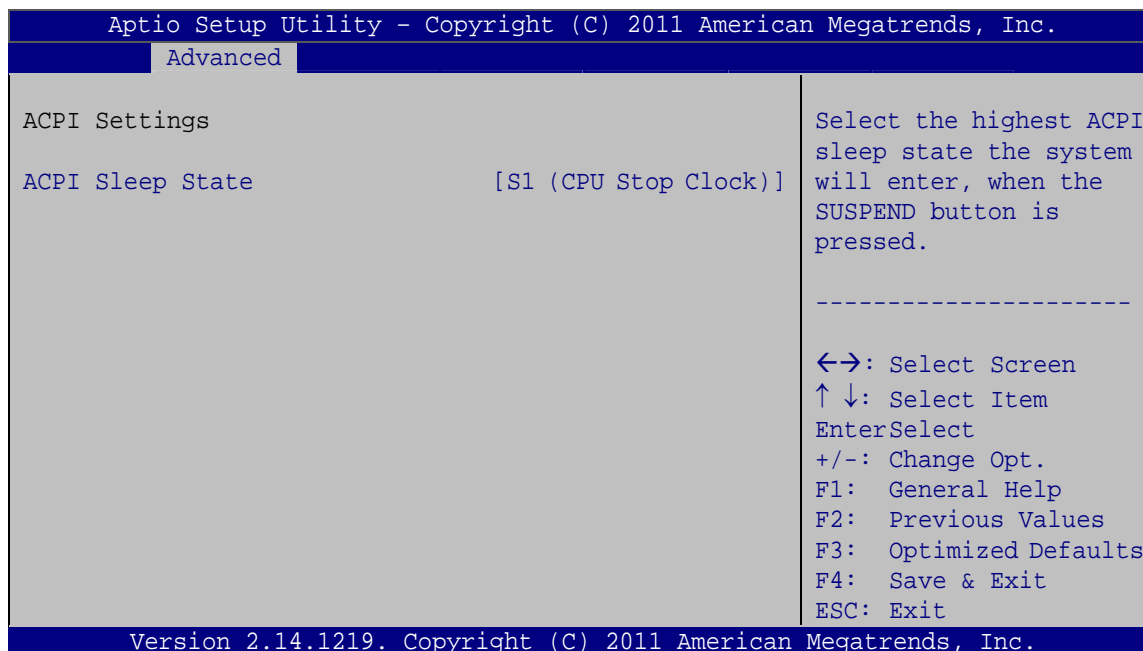 Aptio Setup Utility – Copyright (C) 2011 American Megatrends, Inc.
Advanced
ACPI Settings
ACPI Sleep State [S1 (CPU Stop Clock)]
Select the highest ACPI
sleep state the system
will enter, when the
SUSPEND button is
pressed.
----------------------
←→: Select Screen
↑ ↓: Select Item
EnterSelect
+/-: Change Opt.
F1: General Help
F2: Previous Values
F3: Optimized Defaults
F4: Save & Exit
ESC: Exit
Version 2.14.1219. Copyright (C) 2011 American Megatrends, Inc.